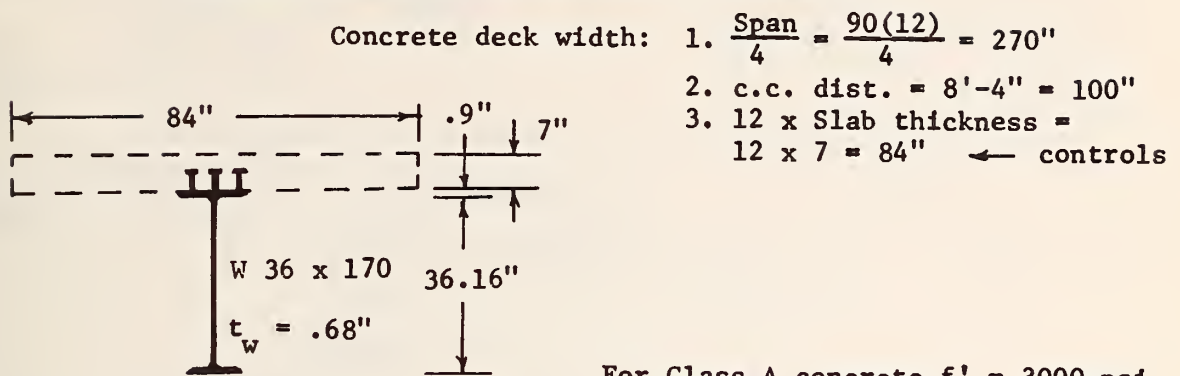 Concrete deck width: 1. Span/4 = 90(12)/4 = 270"
2. c.c. dist. = 8'-4" = 100"
3. 12 x Slab thickness =
12 x 7 = 84" ← controls
84"
.9"
7"
W 36 x 170
36.16"
t_w = .68"
For Class A concrete f' = 3000 psi